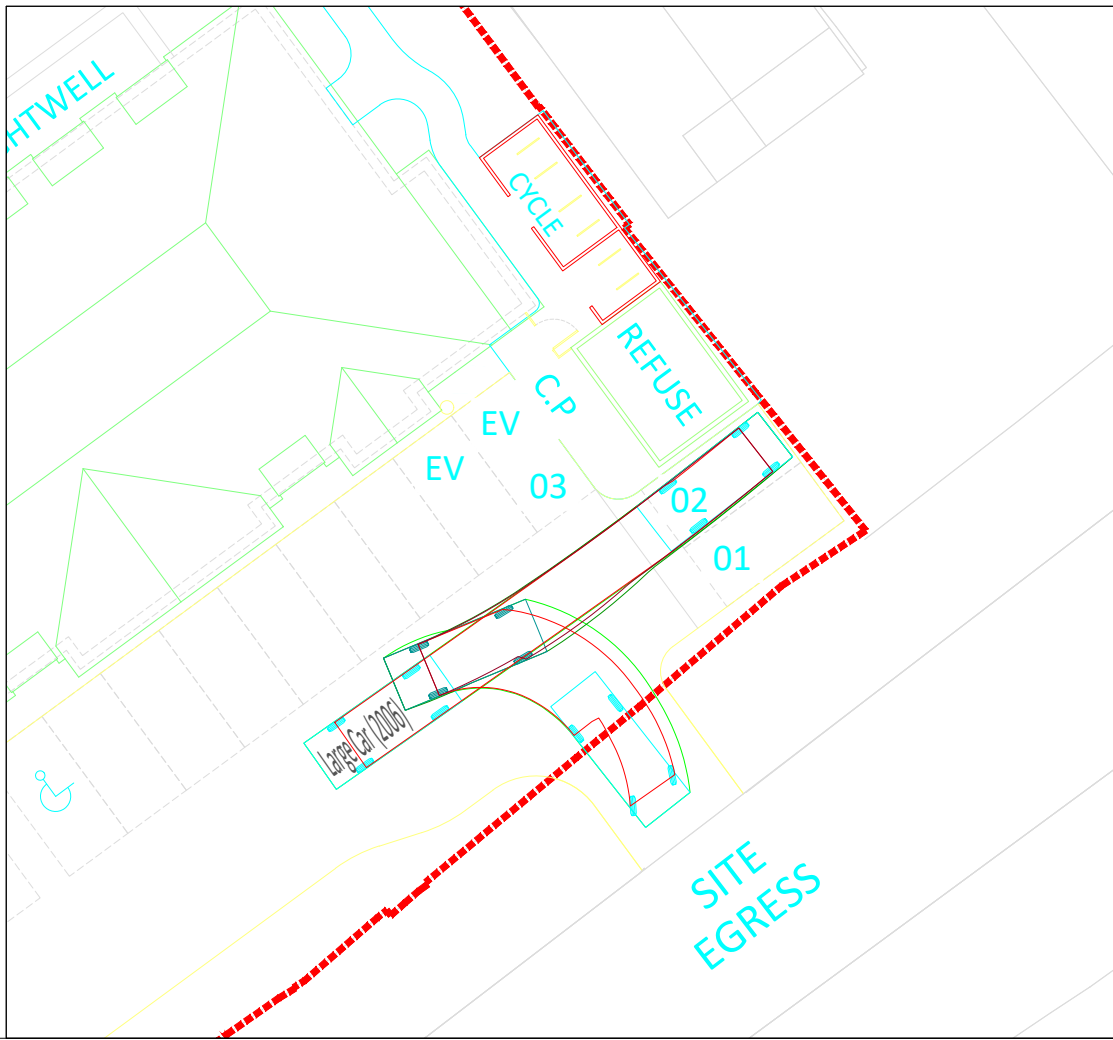 HTWELL
CYCLE
REFUSE
C.P
EV
EV
03
02
01
Large Car (2006)
SITE
EGRESS